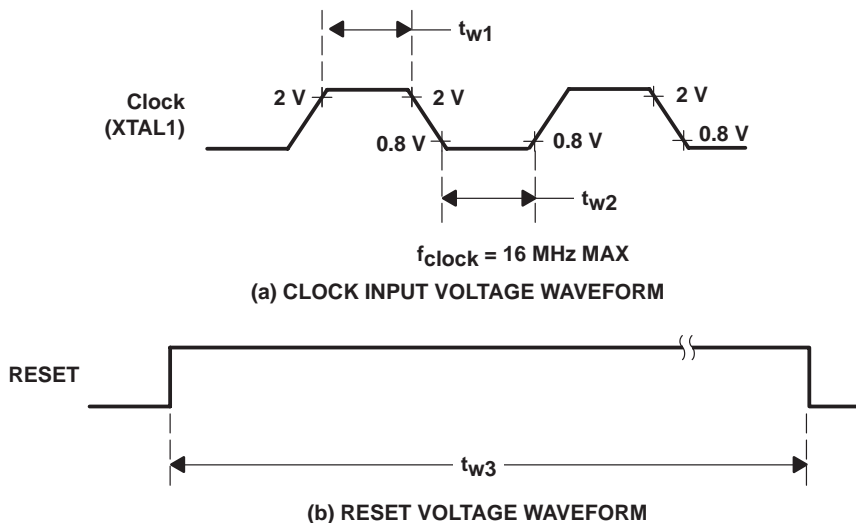 tw1
Clock
(XTAL1)
2 V
2 V
2 V
0.8 V
0.8 V
0.8 V
tw2
fclock = 16 MHz MAX
(a) CLOCK INPUT VOLTAGE WAVEFORM
RESET
tw3
(b) RESET VOLTAGE WAVEFORM